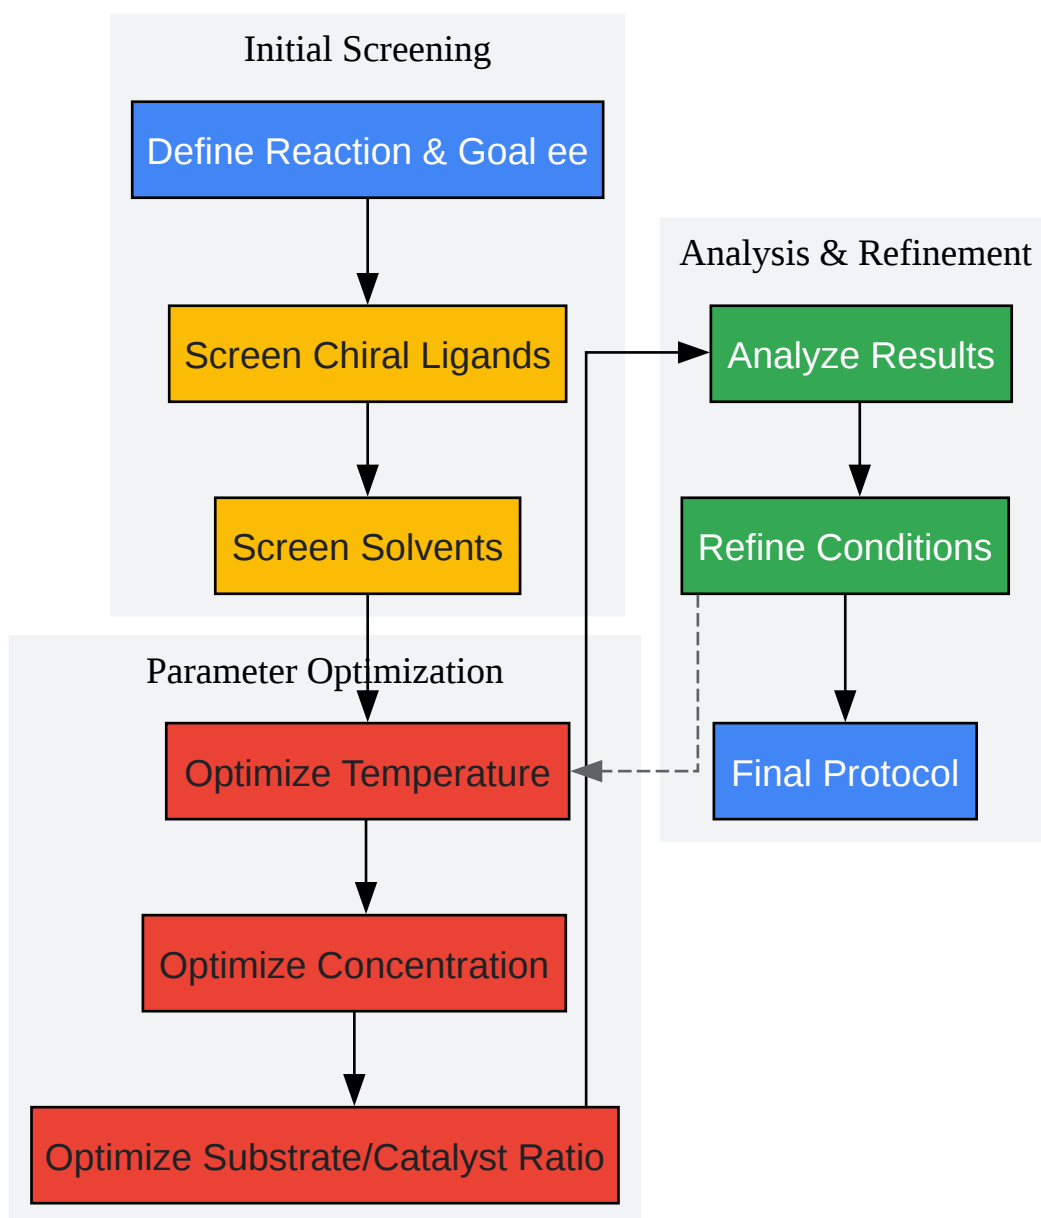 Initial Screening
Define Reaction & Goal ee
Screen Chiral Ligands
Screen Solvents
Parameter Optimization
Optimize Temperature
Optimize Concentration
Optimize Substrate/Catalyst Ratio
Analysis & Refinement
Analyze Results
Refine Conditions
Final Protocol